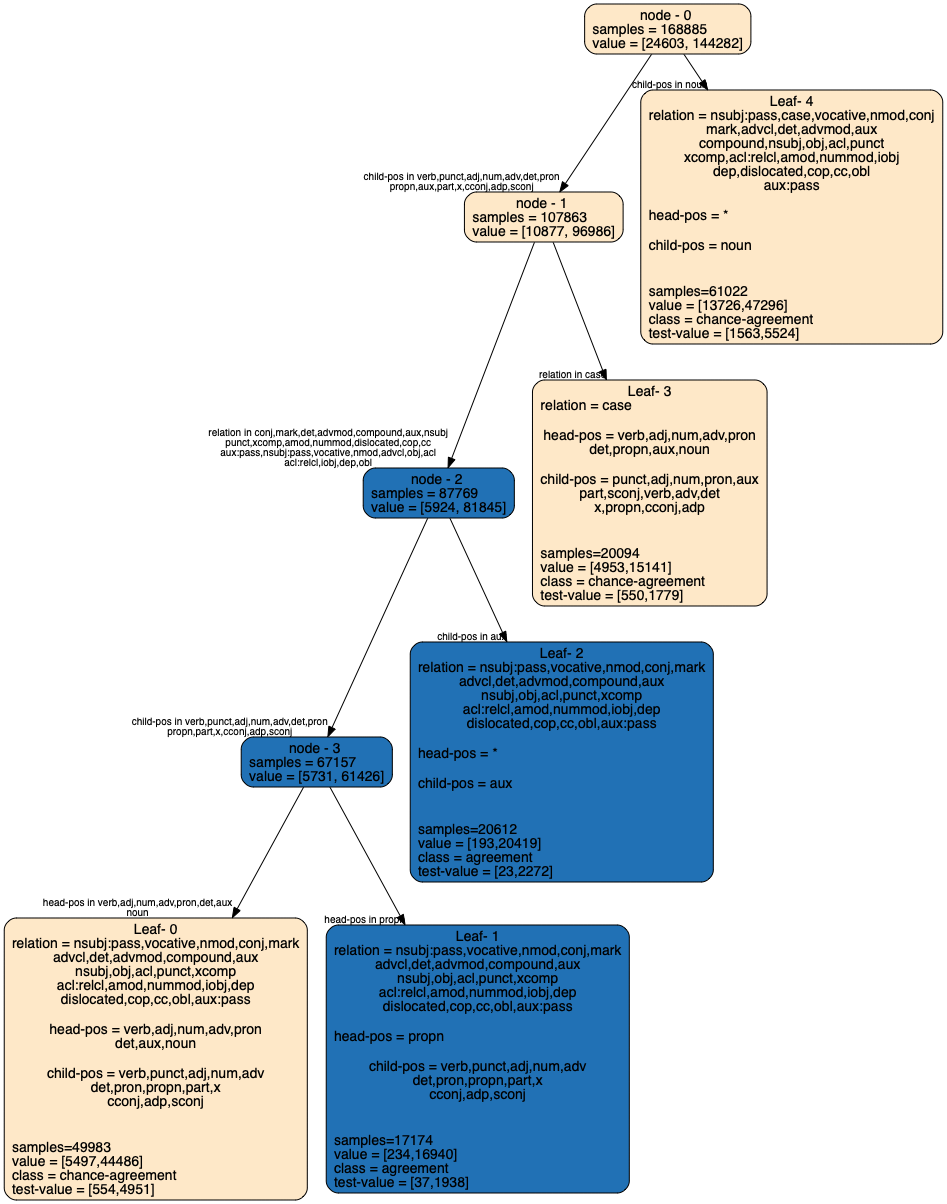 node - 0
samples = 168885
value = [24603, 144282]
child-pos in noun
Leaf- 4
relation = nsubj:pass,case,vocative,nmod,conj
mark,advcl,det,advmod,aux
compound,nsubj,obj,acl,punct
xcomp,acl:relcl,amod,nummod,iobj
dep,dislocated,cop,cc,obl
aux:pass
head-pos = *
child-pos = noun
samples=61022
value = [13726,47296]
class = chance-agreement
test-value = [1563,5524]
child-pos in verb,punct,adj,num,adv,det,pron
propn,aux,part,x,cconj,adp,sconj
node - 1
samples = 107863
value = [10877, 96986]
relation in case
Leaf- 3
relation = case
head-pos = verb,adj,num,adv,pron
det,propn,aux,noun
child-pos = punct,adj,num,pron,aux
part,sconj,verb,adv,det
x,propn,cconj,adp
samples=20094
value = [4953,15141]
class = chance-agreement
test-value = [550,1779]
relation in conj,mark,det,advmod,compound,aux,nsubj
punct,xcomp,amod,nummod,dislocated,cop,cc
aux:pass,nsubj:pass,vocative,nmod,advcl,obj,acl
acl:relcl,iobj,dep,obl
node - 2
samples = 87769
value = [5924, 81845]
child-pos in aux
Leaf- 2
relation = nsubj:pass,vocative,nmod,conj,mark
advcl,det,advmod,compound,aux
nsubj,obj,acl,punct,xcomp
acl:relcl,amod,nummod,iobj,dep
dislocated,cop,cc,obl,aux:pass
head-pos = *
child-pos = aux
samples=20612
value = [193,20419]
class = agreement
test-value = [23,2272]
child-pos in verb,punct,adj,num,adv,det,pron
propn,part,x,cconj,adp,sconj
node - 3
samples = 67157
value = [5731, 61426]
head-pos in verb,adj,num,adv,pron,det,aux
noun
Leaf- 0
relation = nsubj:pass,vocative,nmod,conj,mark
advcl,det,advmod,compound,aux
nsubj,obj,acl,punct,xcomp
acl:relcl,amod,nummod,iobj,dep
dislocated,cop,cc,obl,aux:pass
head-pos = verb,adj,num,adv,pron
det,aux,noun
child-pos = verb,punct,adj,num,adv
det,pron,propn,part,x
cconj,adp,sconj
samples=49983
value = [5497,44486]
class = chance-agreement
test-value = [554,4951]
head-pos in propn
Leaf- 1
relation = nsubj:pass,vocative,nmod,conj,mark
advcl,det,advmod,compound,aux
nsubj,obj,acl,punct,xcomp
acl:relcl,amod,nummod,iobj,dep
dislocated,cop,cc,obl,aux:pass
head-pos = propn
child-pos = verb,punct,adj,num,adv
det,pron,propn,part,x
cconj,adp,sconj
samples=17174
value = [234,16940]
class = agreement
test-value = [37,1938]